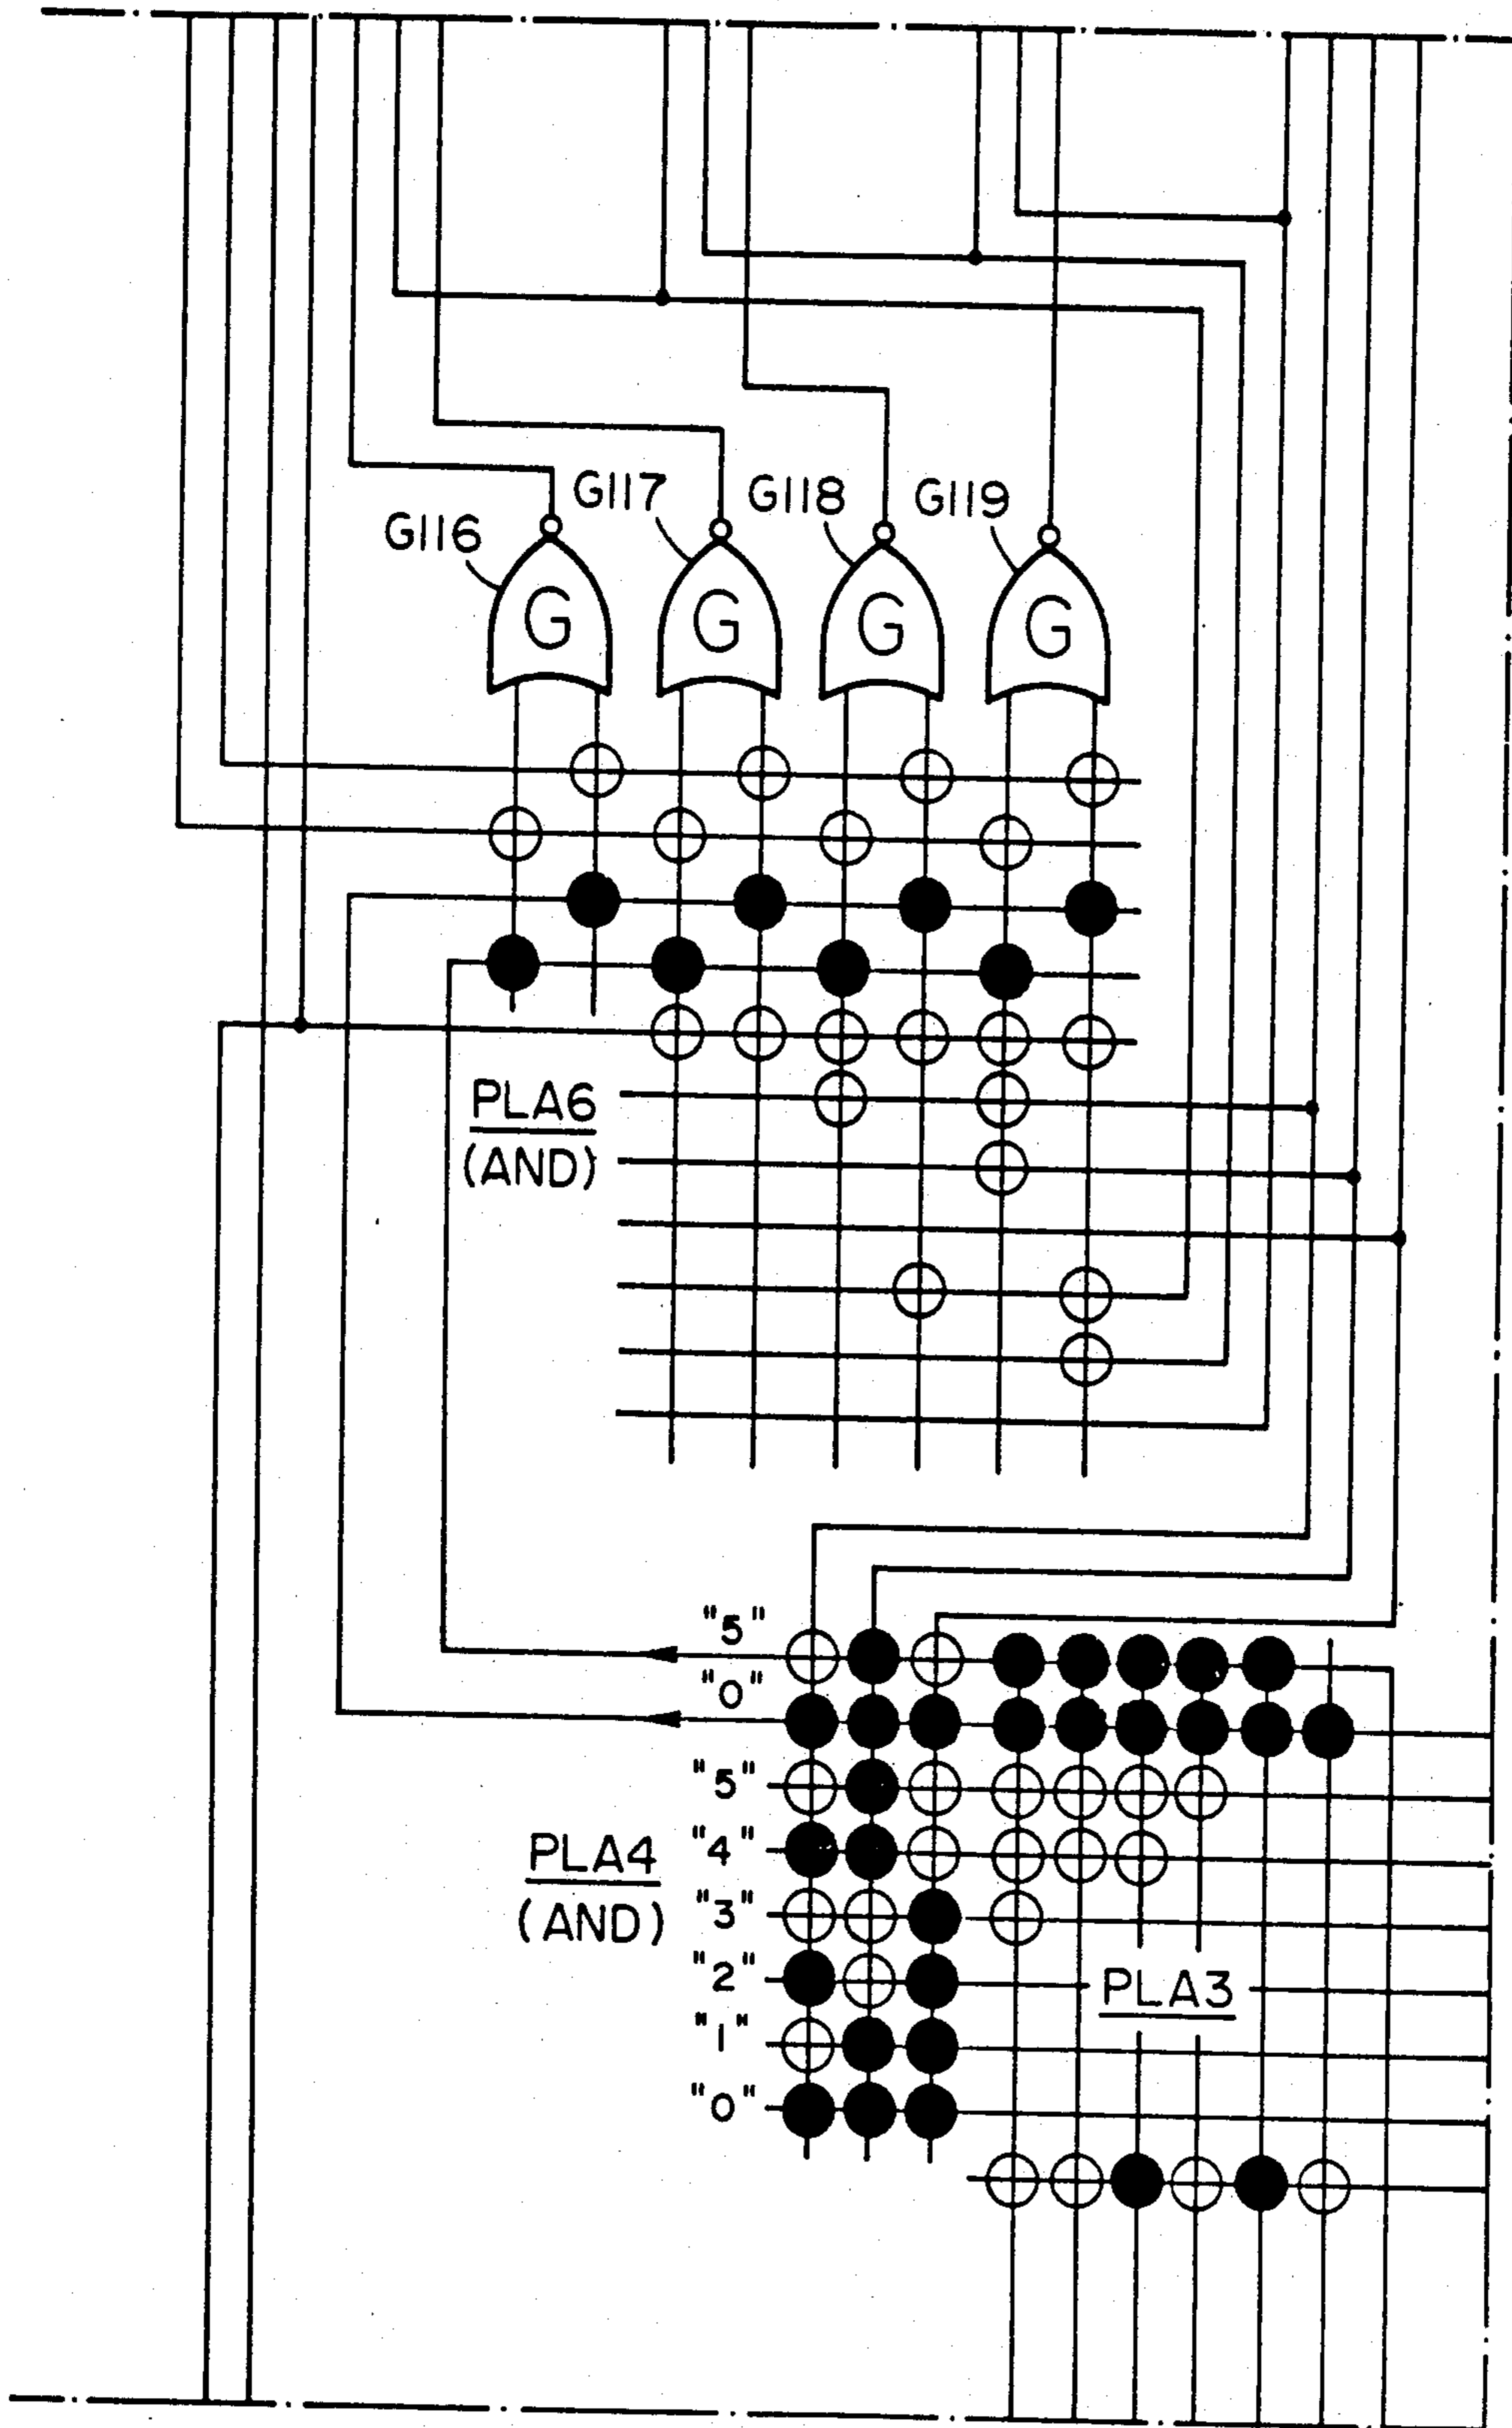 G116 G117 G118 G119
G G G G
PLA6
(AND)
"5"
"0"
"5"
PLA4 "4"
(AND) "3"
"2" PLA3
"1"
"0"